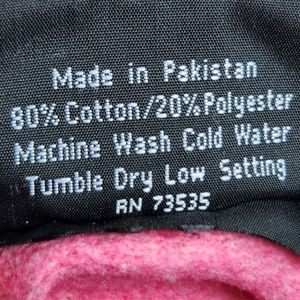 Made in Pakistan
80% Cotton/20% Polyester
Machine Wash Cold Water
Tumble Dry Low Setting
RN 73535